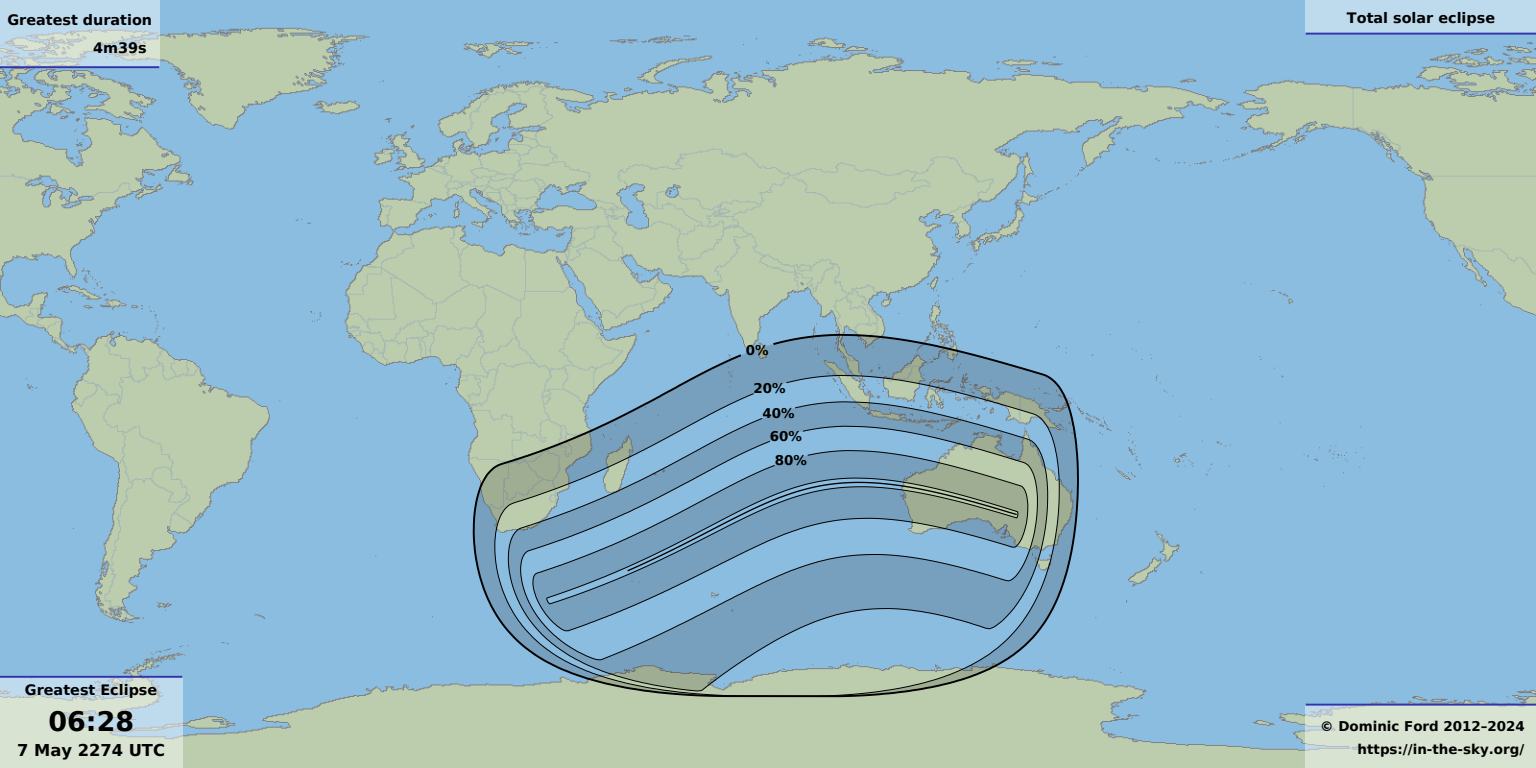 Greatest duration
4m39s
Total solar eclipse
0%
20%
40%
60%
80%
Greatest Eclipse
06:28
7 May 2274 UTC
© Dominic Ford 2012–2024
https://in-the-sky.org/